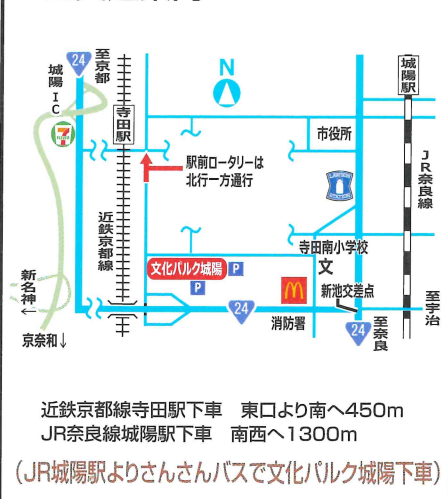 24
至京都
城陽IC
7
寺田駅
N
城陽駅
市役所
駅前ロータリーは
北行一方通行
JR奈良線
近鉄京都線
寺田南小学校
文
文化パルク城陽
P
P
新名神←
京奈和↓
24
消防署
新池交差点
24
至奈良
至宇治
近鉄京都線寺田駅下車 東口より南へ450m
JR奈良線城陽駅下車 南西へ1300m
(JR城陽駅よりさんさんバスで文化パルク城陽下車)